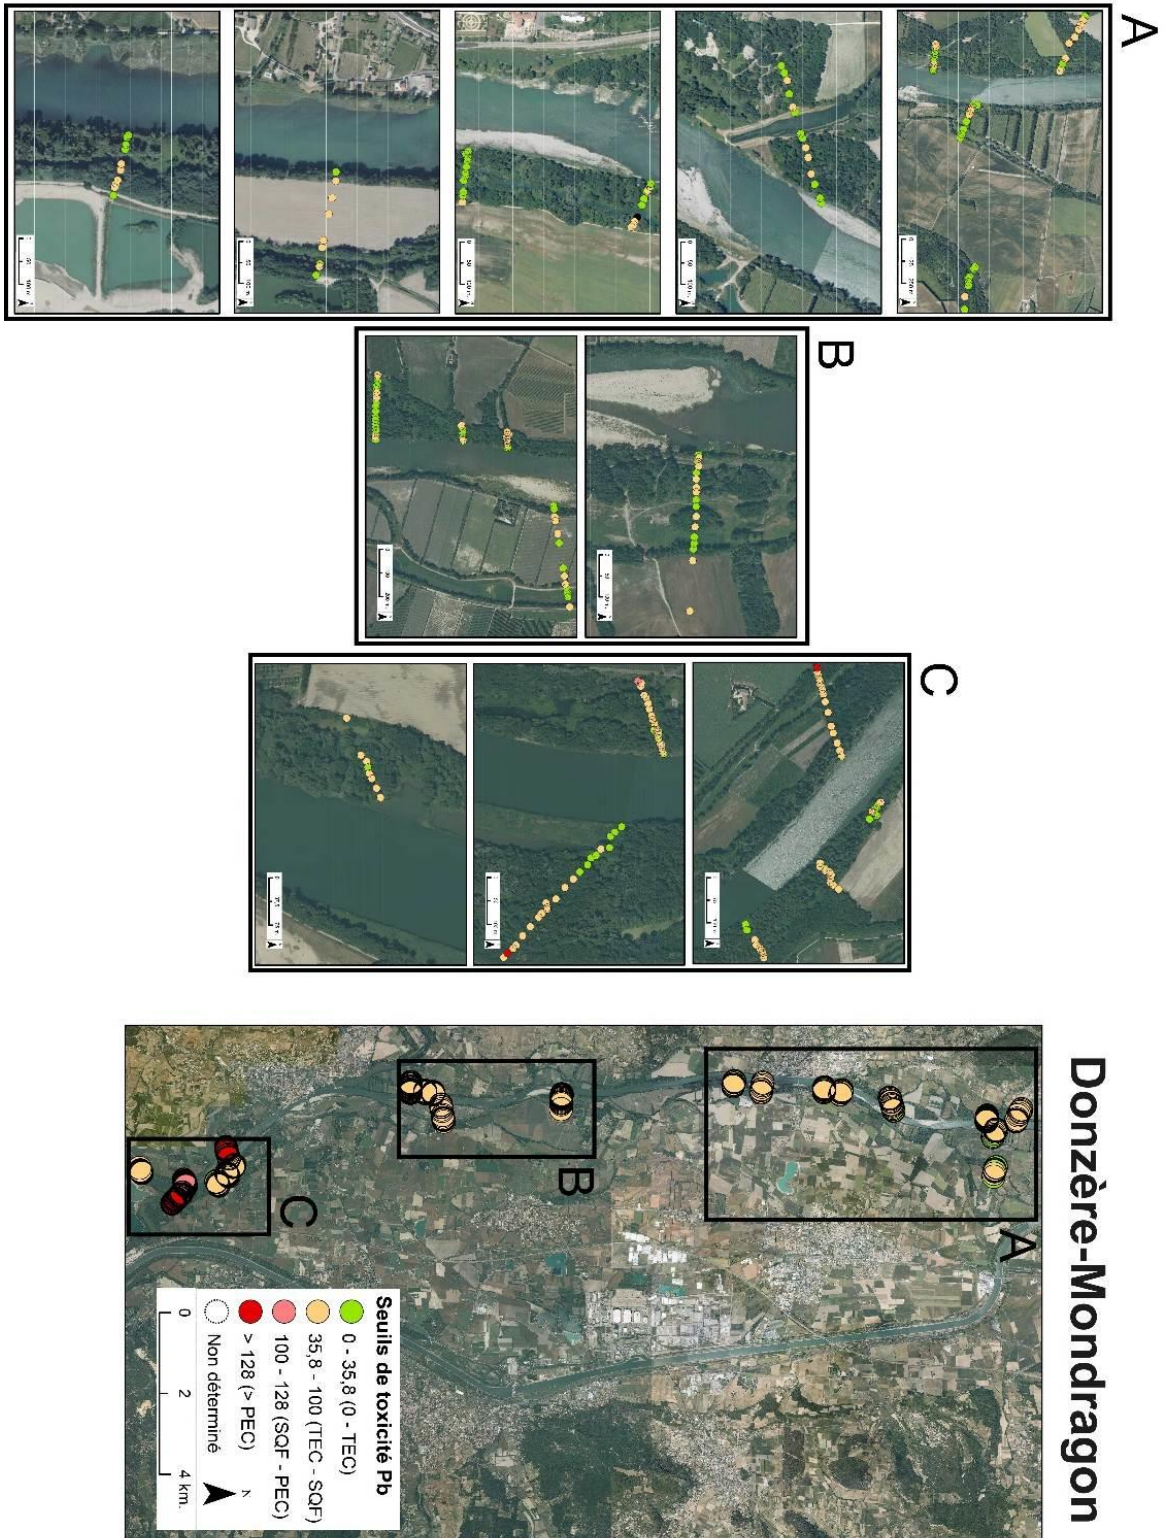 Donzère-Mondragon
A
B
C
A
B
C
Seuils de toxicité Pb
0 - 35,8 (0 - TEC)
35,8 - 100 (TEC - SQF)
100 - 128 (SQF - PEC)
> 128 (> PEC)
Non déterminé
N
0 2 4 km.